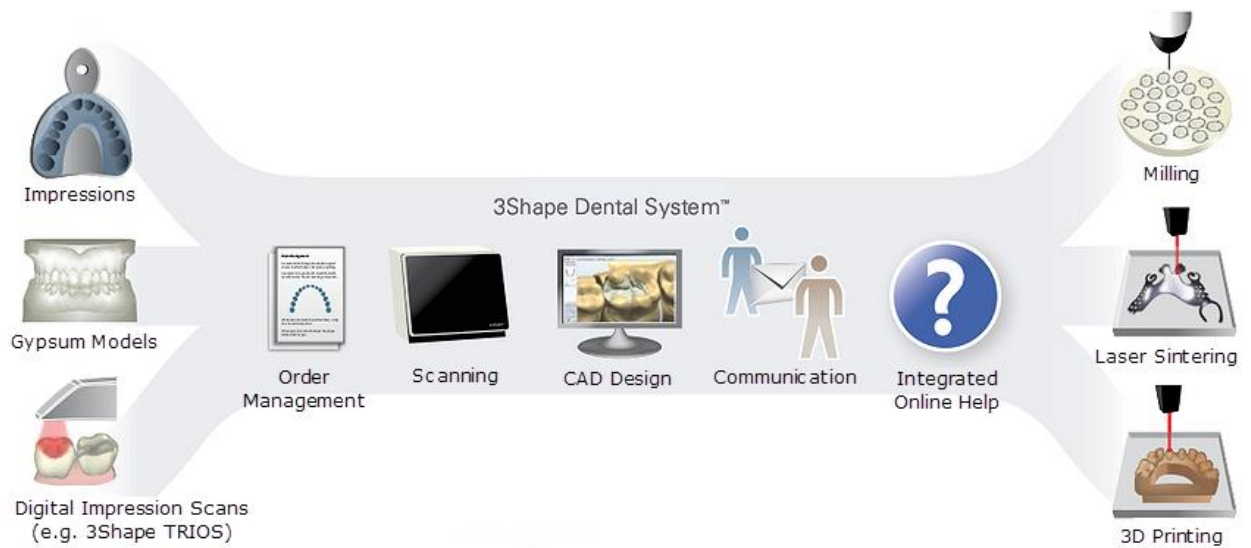 Impressions
Gypsum Models
Digital Impression Scans
(e.g. 3Shape TRIOS)
3Shape Dental System™
Order
Management
Scanning
CAD Design
Communication
Integrated
Online Help
?
Milling
Laser Sintering
3D Printing